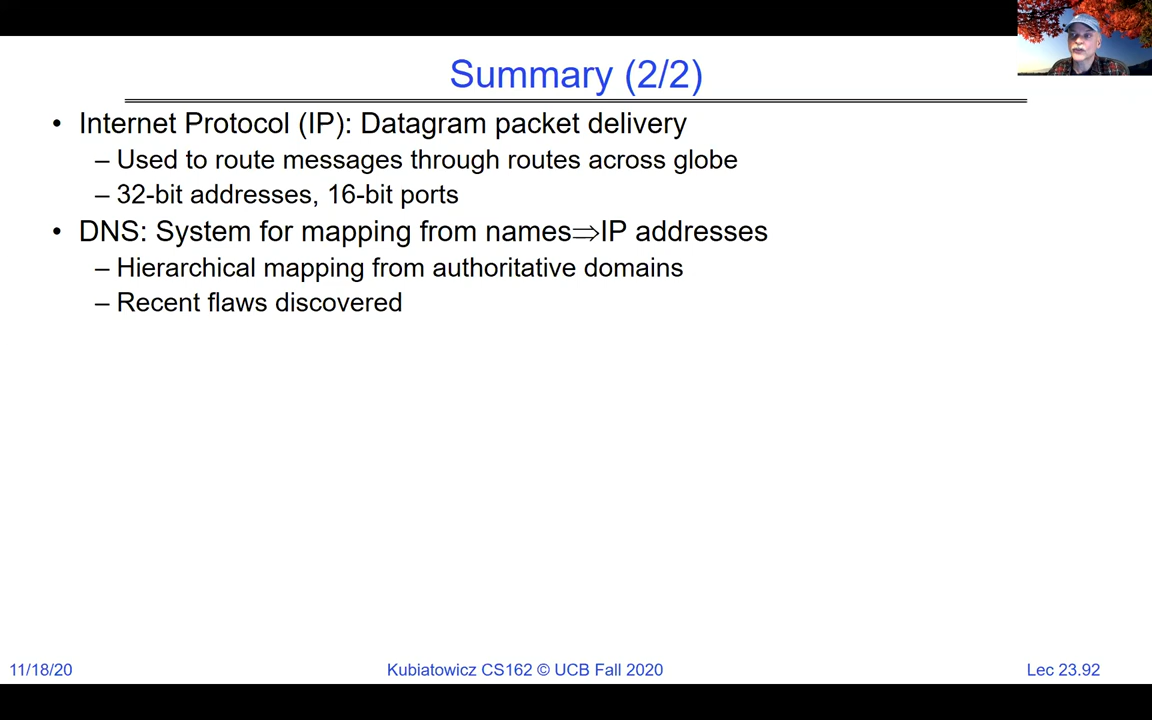 Summary (2/2)
• Internet Protocol (IP): Datagram packet delivery
– Used to route messages through routes across globe
– 32-bit addresses, 16-bit ports
• DNS: System for mapping from names⇒IP addresses
– Hierarchical mapping from authoritative domains
– Recent flaws discovered
11/18/20
Kubiatowicz CS162 © UCB Fall 2020
Lec 23.92